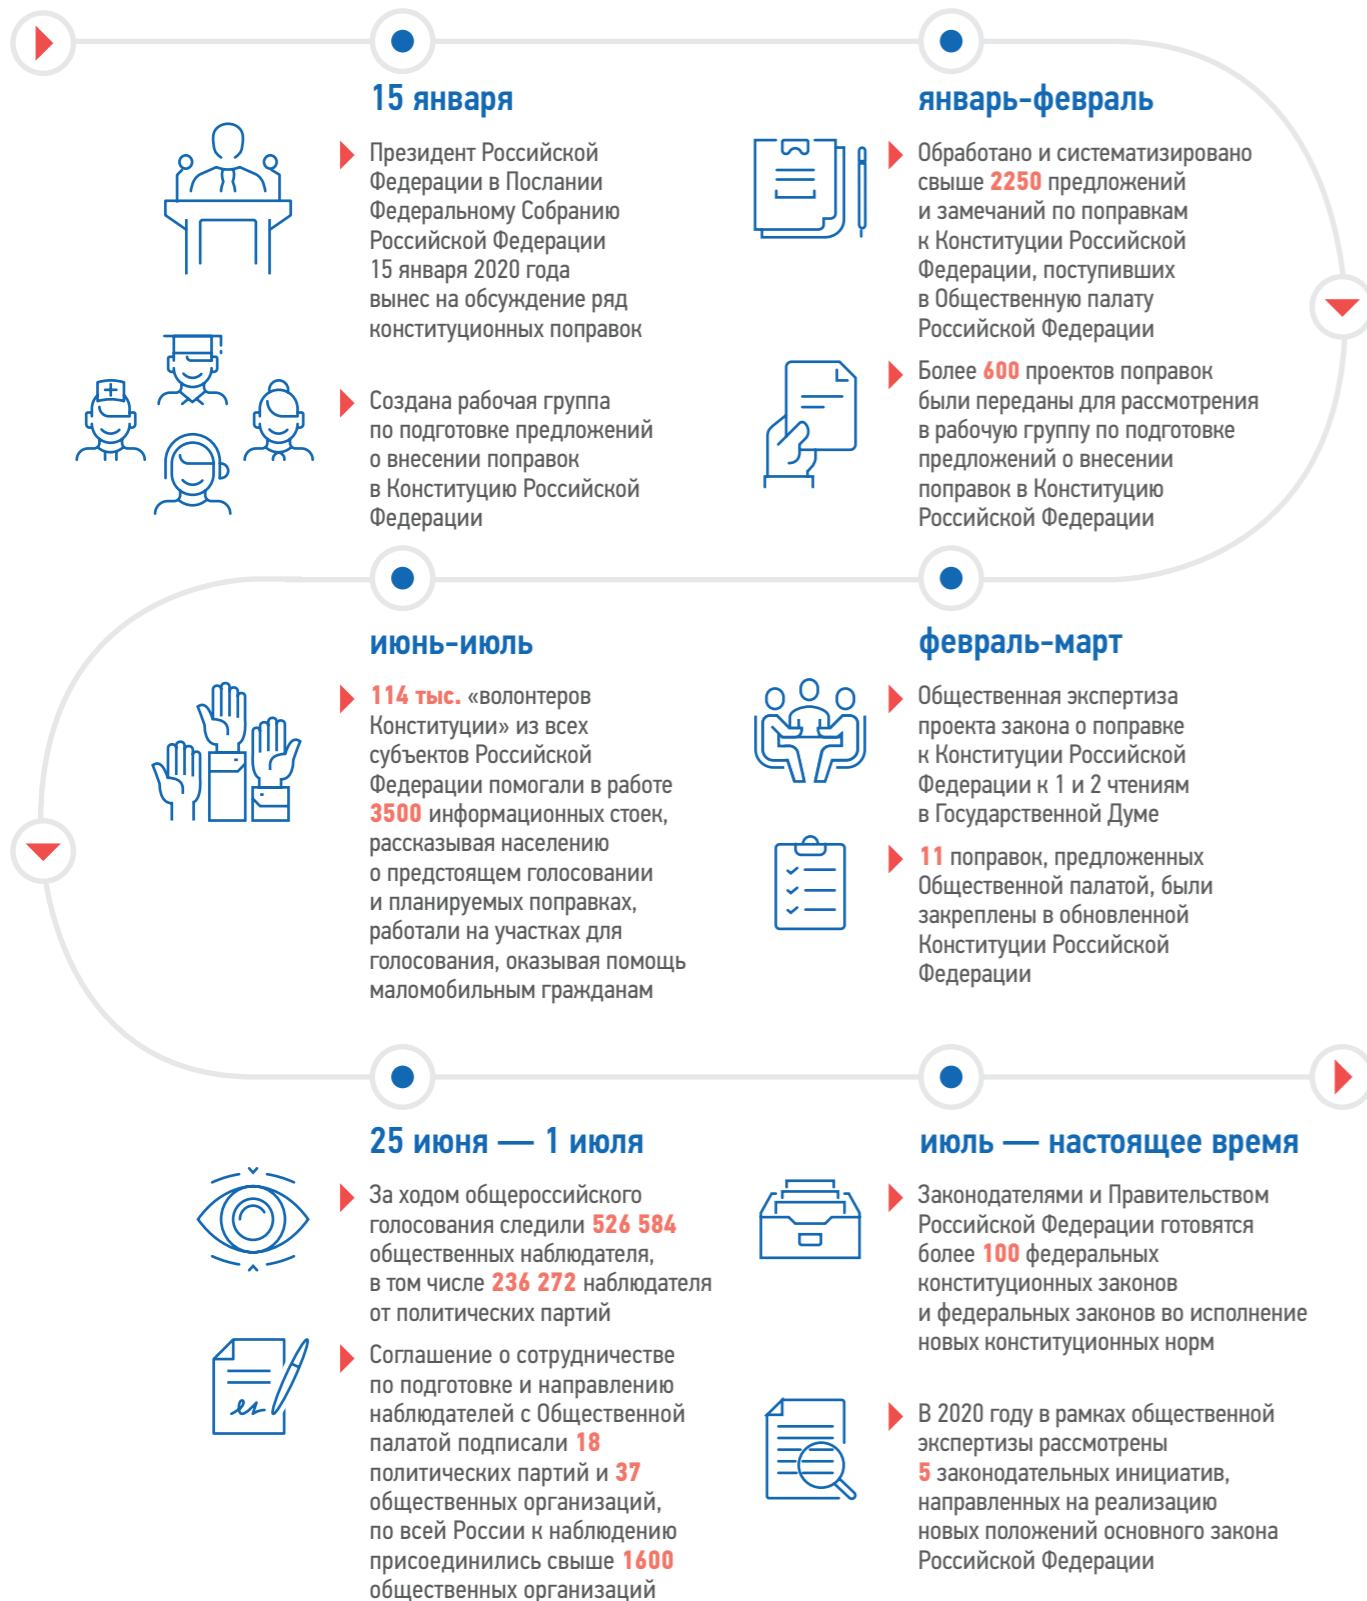 15 января
Президент Российской
Федерации в Послании
Федеральному Собранию
Российской Федерации
15 января 2020 года
вынес на обсуждение ряд
конституционных поправок
Создана рабочая группа
по подготовке предложений
о внесении поправок
в Конституцию Российской
Федерации
январь-февраль
Обработано и систематизировано
свыше 2250 предложений
и замечаний по поправкам
к Конституции Российской
Федерации, поступивших
в Общественную палату
Российской Федерации
Более 600 проектов поправок
были переданы для рассмотрения
в рабочую группу по подготовке
предложений о внесении
поправок в Конституцию
Российской Федерации
февраль-март
Общественная экспертиза
проекта закона о поправке
к Конституции Российской
Федерации к 1 и 2 чтениям
в Государственной Думе
11 поправок, предложенных
Общественной палатой, были
закреплены в обновленной
Конституции Российской
Федерации
июнь-июль
114 тыс. «волонтеров
Конституции» из всех
субъектов Российской
Федерации помогали в работе
3500 информационных стоек,
рассказывая населению
о предстоящем голосовании
и планируемых поправках,
работали на участках для
голосования, оказывая помощь
маломобильным гражданам
25 июня — 1 июля
За ходом общероссийского
голосования следили 526 584
общественных наблюдателя,
в том числе 236 272 наблюдателя
от политических партий
Соглашение о сотрудничестве
по подготовке и направлению
наблюдателей с Общественной
палатой подписали 18
политических партий и 37
общественных организаций,
по всей России к наблюдению
присоединились свыше 1600
общественных организаций
июль — настоящее время
Законодателями и Правительством
Российской Федерации готовятся
более 100 федеральных
конституционных законов
и федеральных законов во исполнение
новых конституционных норм
В 2020 году в рамках общественной
экспертизы рассмотрены
5 законодательных инициатив,
направленных на реализацию
новых положений основного закона
Российской Федерации